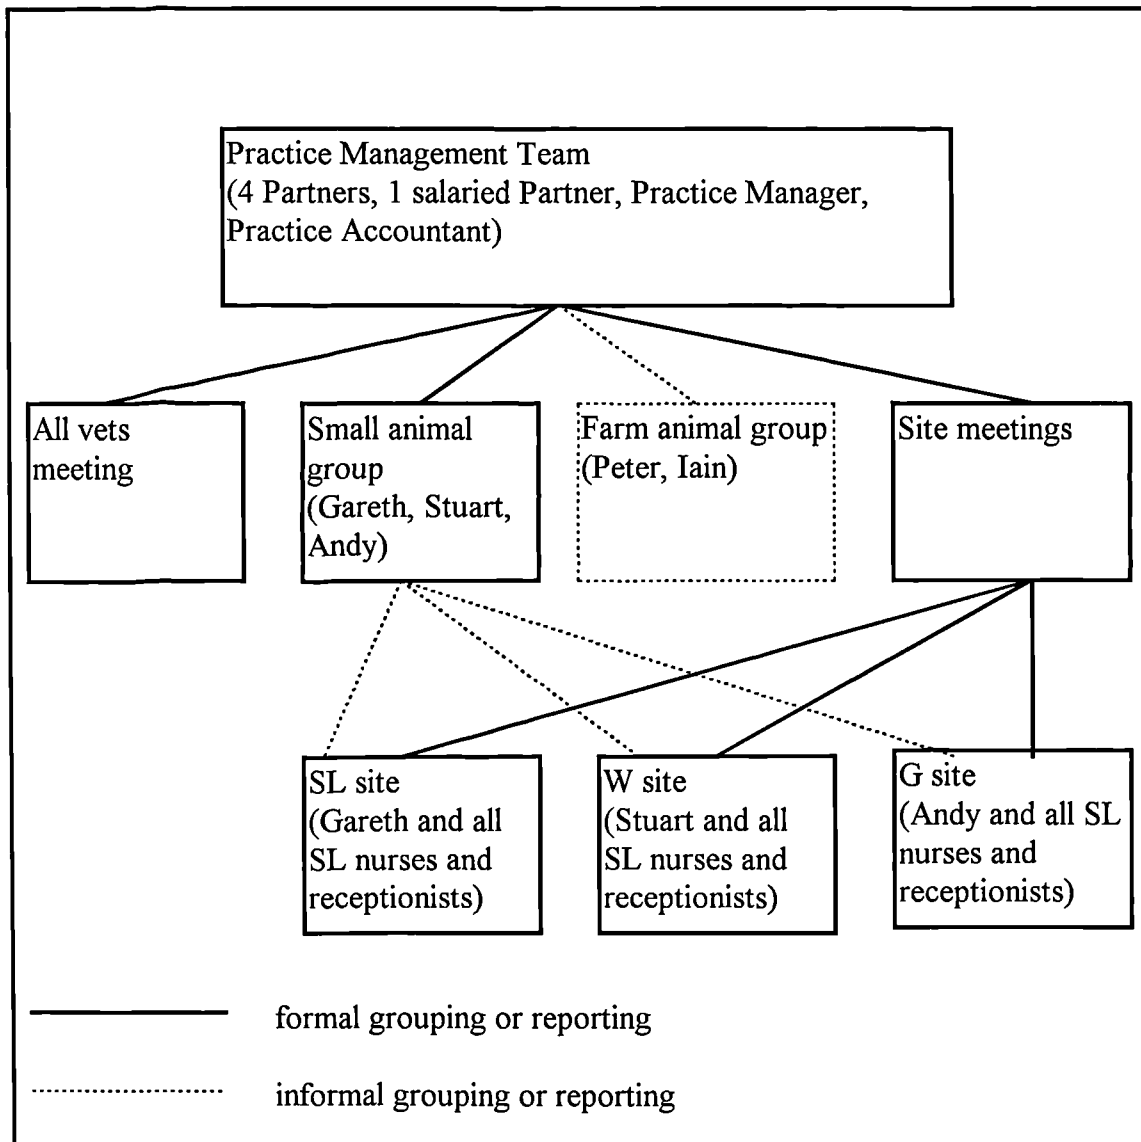 Practice Management Team
(4 Partners, 1 salaried Partner, Practice Manager,
Practice Accountant)
All vets
meeting
Small animal
group
(Gareth, Stuart,
Andy)
Farm animal group
(Peter, Iain)
Site meetings
SL site
(Gareth and all
SL nurses and
receptionists)
W site
(Stuart and all
SL nurses and
receptionists)
G site
(Andy and all SL
nurses and
receptionists)
formal grouping or reporting
informal grouping or reporting